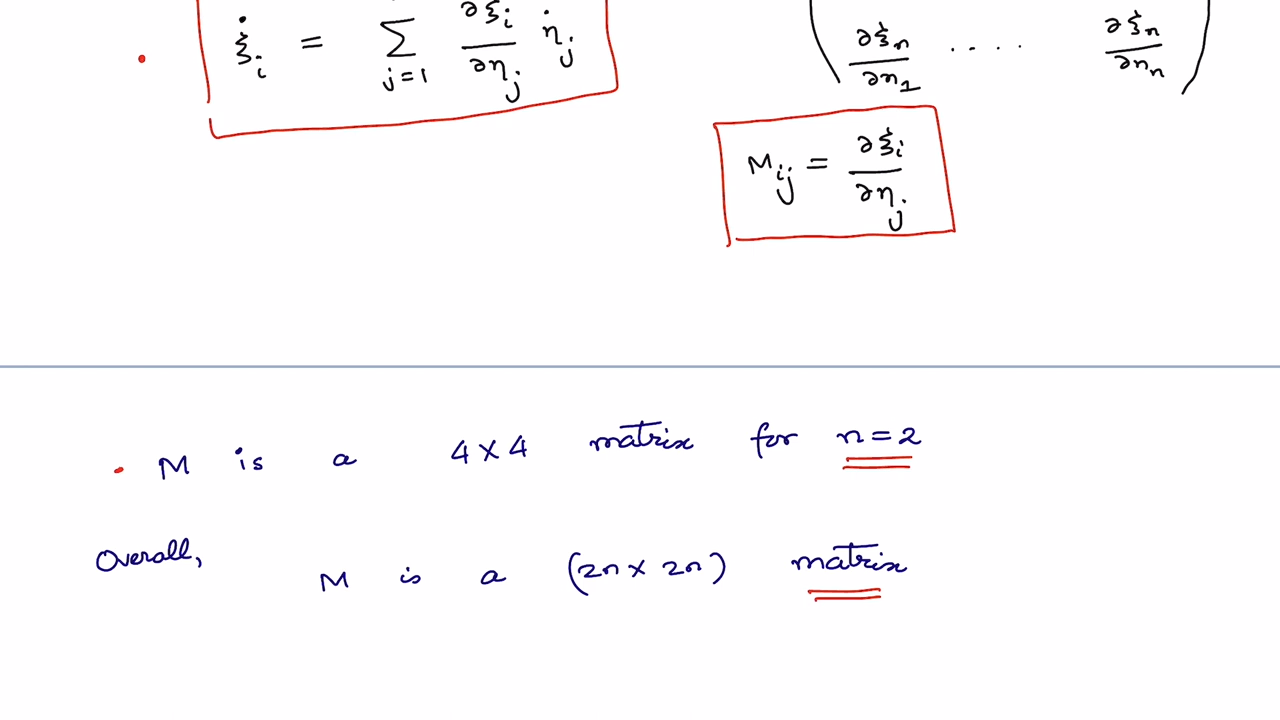 ξ̇_i = Σ_{j=1} ∂ξ_i/∂η_j η̇_j
∂ξ_n/∂η_1 ..... ∂ξ_n/∂η_n
M_ij = ∂ξ_i/∂η_j
M is a 4×4 matrix for n=2
Overall,
M is a (2n × 2n) matrix